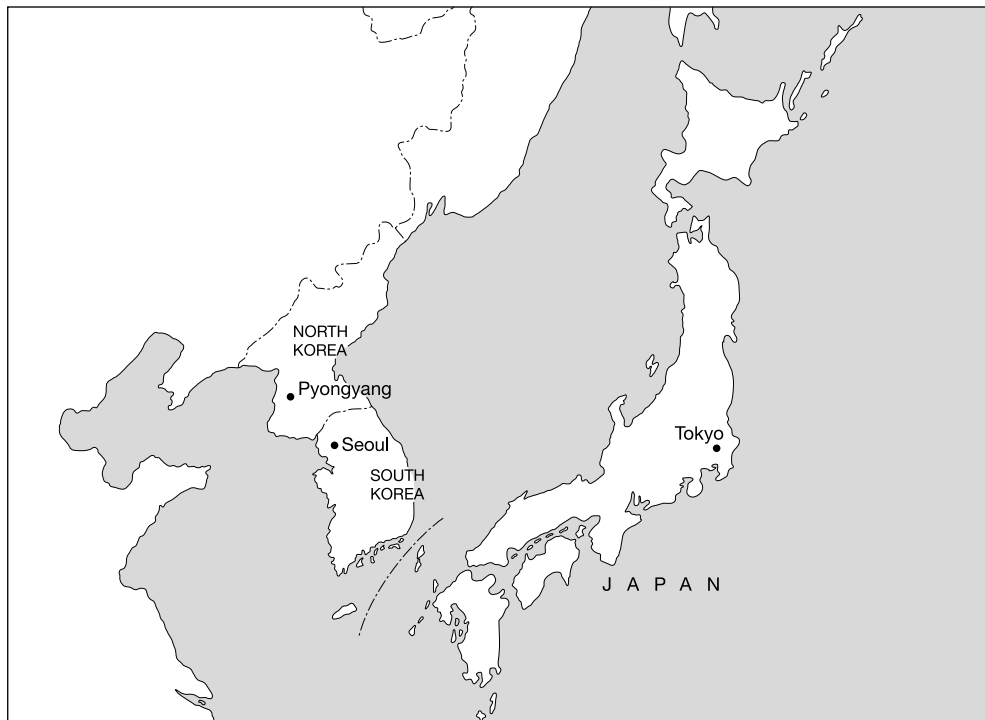 NORTH
KOREA
Pyongyang
Tokyo
Seoul
SOUTH
KOREA
J A P A N